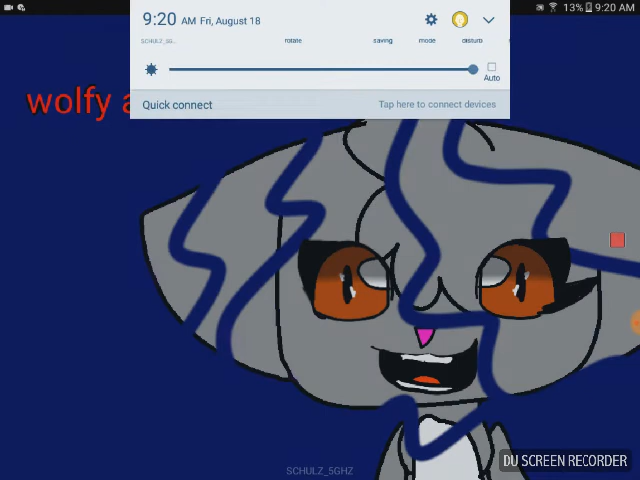 13% 9:20 AM
9:20 AM Fri, August 18
SCHULZ_5G..
rotate
saving
mode
disturb
Auto
wolfy a
Quick connect
Tap here to connect devices
SCHULZ_5GHZ
DU SCREEN RECORDER